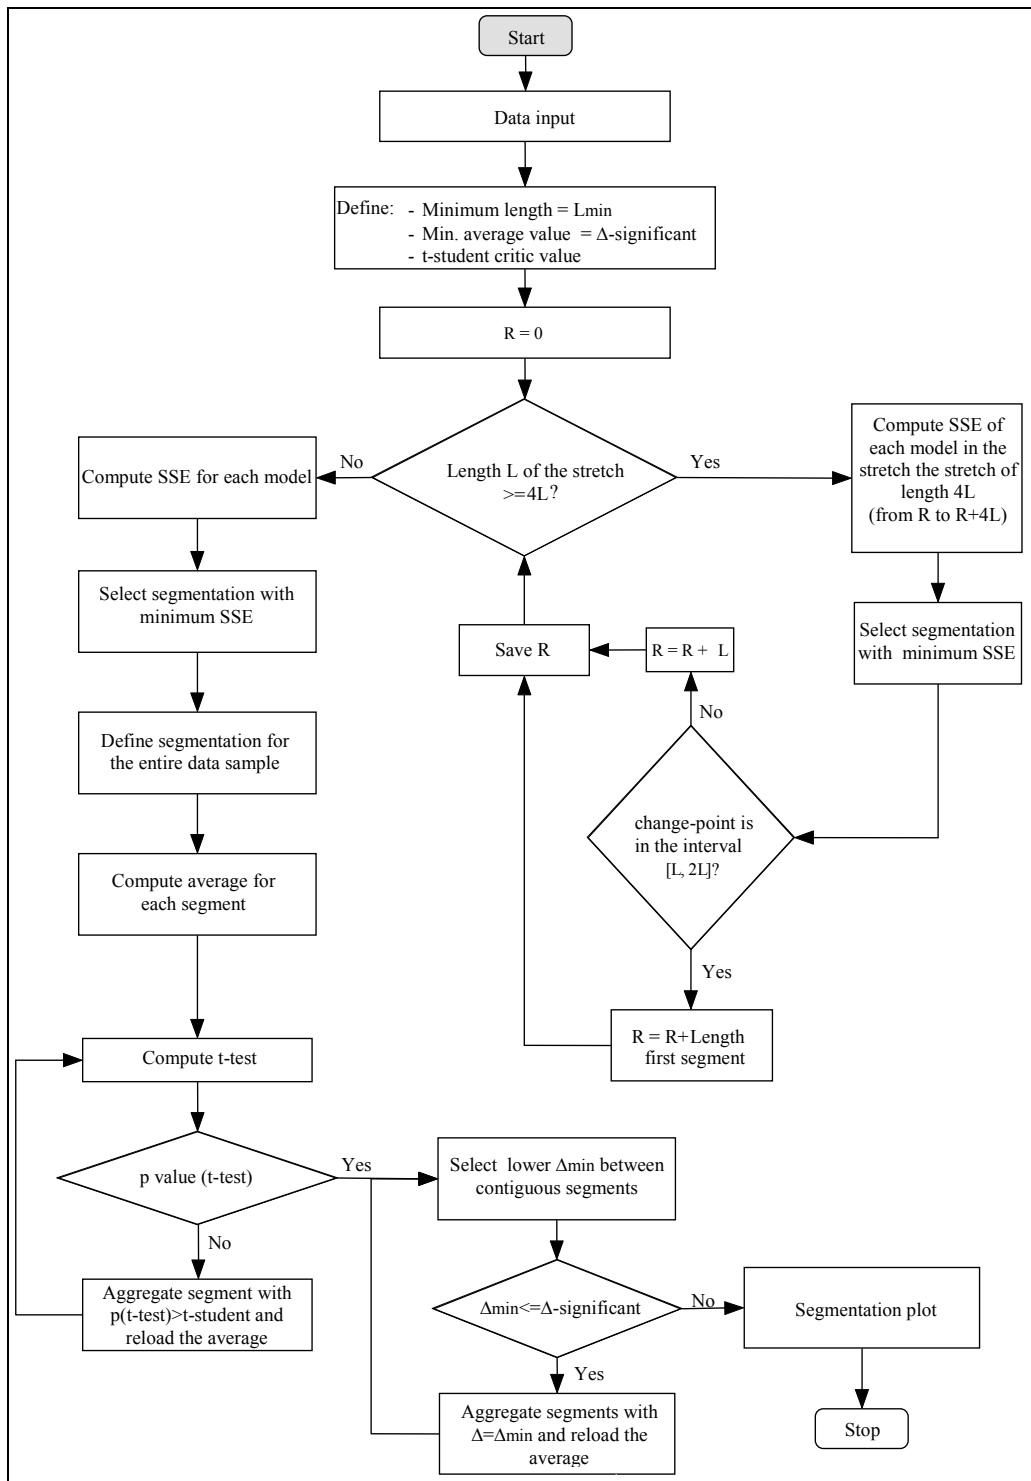 Start
Data input
Define: - Minimum length = Lmin
- Min. average value = Δ-significant
- t-student critic value
R = 0
Length L of the stretch
>=4L?
No
Yes
Compute SSE for each model
Compute SSE of
each model in the
stretch the stretch of
length 4L
(from R to R+4L)
Select segmentation with
minimum SSE
Select segmentation
with minimum SSE
Save R
R = R + L
No
Define segmentation for
the entire data sample
change-point is
in the interval
[L, 2L]?
Compute average for
each segment
Yes
R = R+Length
first segment
Compute t-test
p value (t-test)
Yes
No
Select lower Δmin between
contiguous segments
Aggregate segment with
p(t-test)>t-student and
reload the average
Δmin<=Δ-significant
No
Segmentation plot
Yes
Aggregate segments with
Δ=Δmin and reload the
average
Stop